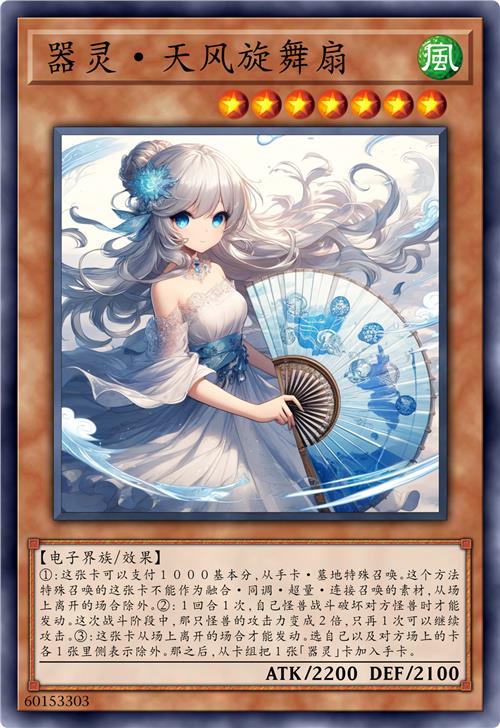 器灵·天风旋舞扇
風
【电子界族/效果】
①:这张卡可以支付1000基本分,从手卡·墓地特殊召唤。这个方法
特殊召唤的这张卡不能作为融合·同调·超量·连接召唤的素材,从场
上离开的场合除外。②:1回合1次,自己怪兽战斗破坏对方怪兽时才能
发动。这次战斗阶段中,那只怪兽的攻击力变成2倍,只再1次可以继续
攻击。③:这张卡从场上离开的场合才能发动。选自己以及对方场上的卡
各1张里侧表示除外。那之后,从卡组把1张「器灵」卡加入手卡。
ATK/2200 DEF/2100
60153303